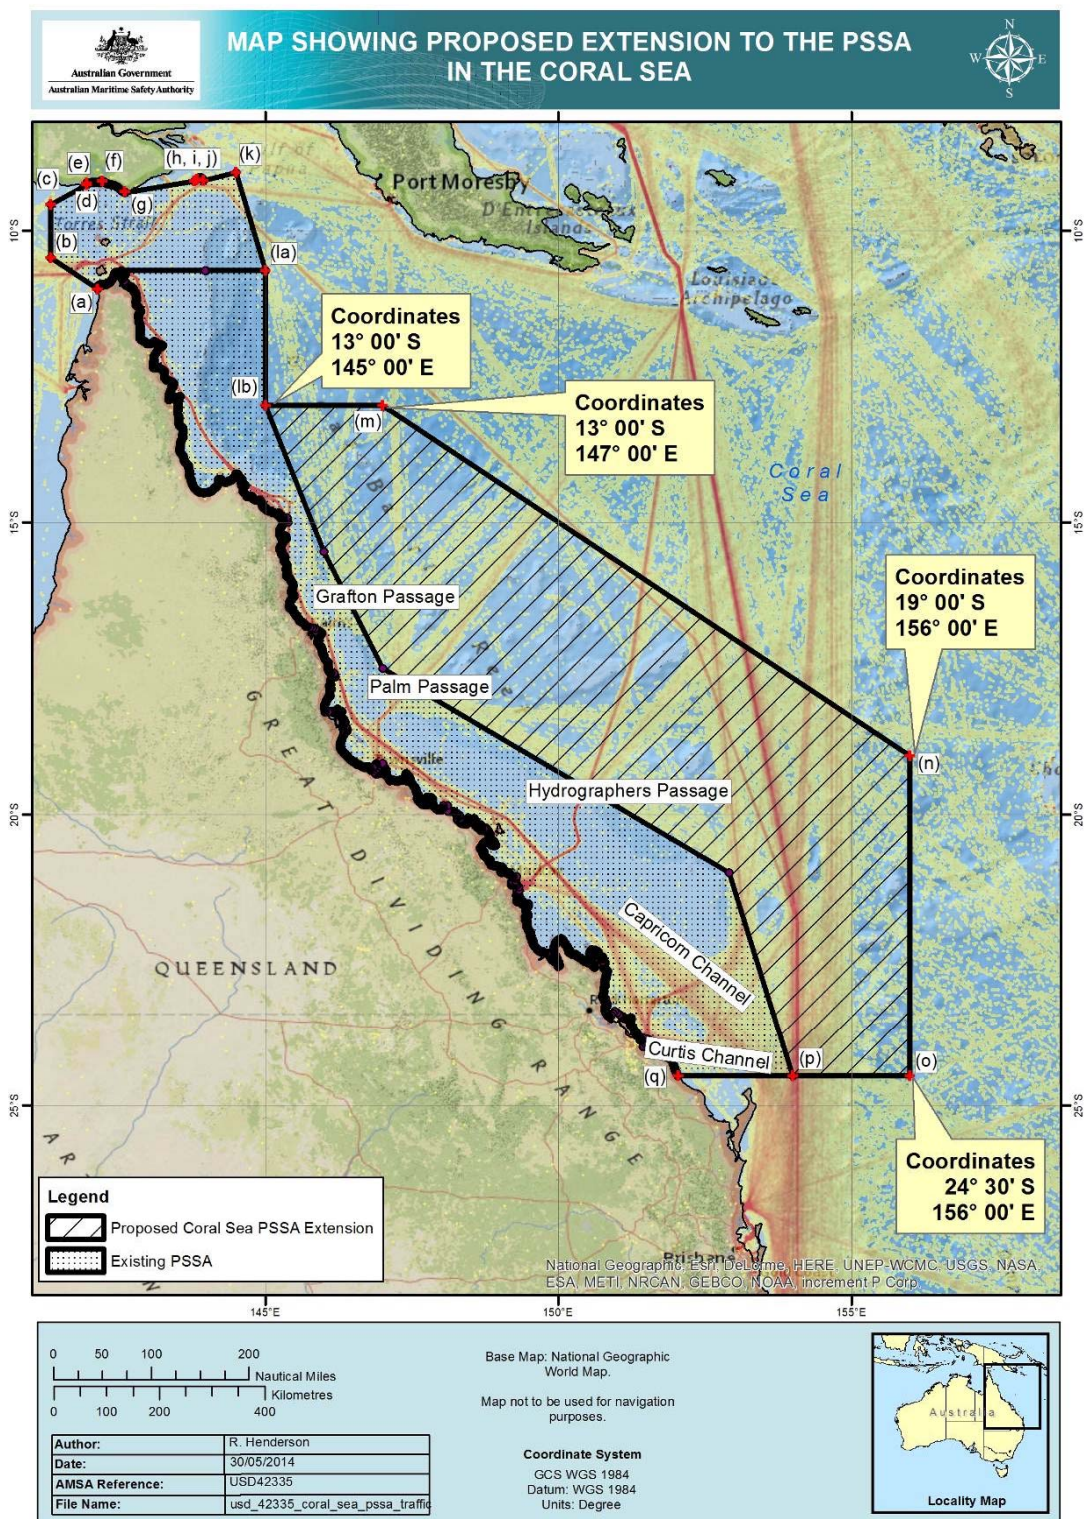 Australian Government
Australian Maritime Safety Authority
MAP SHOWING PROPOSED EXTENSION TO THE PSSA
IN THE CORAL SEA
N
W E
S
(c)
(e)
(f)
(d)
(g)
(h, i, j)
(k)
Port Moresby
D'Entrecasteaux
Islands
Torres Strait
10°S
10°S
(b)
(a)
(la)
Louisiade
Archipelago
Coordinates
13° 00' S
145° 00' E
(lb)
(m)
Coordinates
13° 00' S
147° 00' E
Coral
Sea
15°S
15°S
Grafton Passage
Coordinates
19° 00' S
156° 00' E
Palm Passage
(n)
Hydrographers Passage
20°S
20°S
GREAT DIVIDING RANGE
QUEENSLAND
Capricorn Channel
Curtis Channel
(q)
(p)
(o)
25°S
25°S
Coordinates
24° 30' S
156° 00' E
Legend
Proposed Coral Sea PSSA Extension
Existing PSSA
Brisbane
National Geographic, Esri, DeLorme, HERE, UNEP-WCMC, USGS, NASA,
ESA, METI, NRCAN, GEBCO, NOAA, increment P Corp.
145°E
150°E
155°E
0 50 100 200
Nautical Miles
Kilometres
0 100 200 400
Author: R. Henderson
Date: 30/05/2014
AMSA Reference: USD42335
File Name: usd_42335_coral_sea_pssa_traffic
Base Map: National Geographic
World Map.
Map not to be used for navigation
purposes.
Coordinate System
GCS WGS 1984
Datum: WGS 1984
Units: Degree
Australia
Locality Map